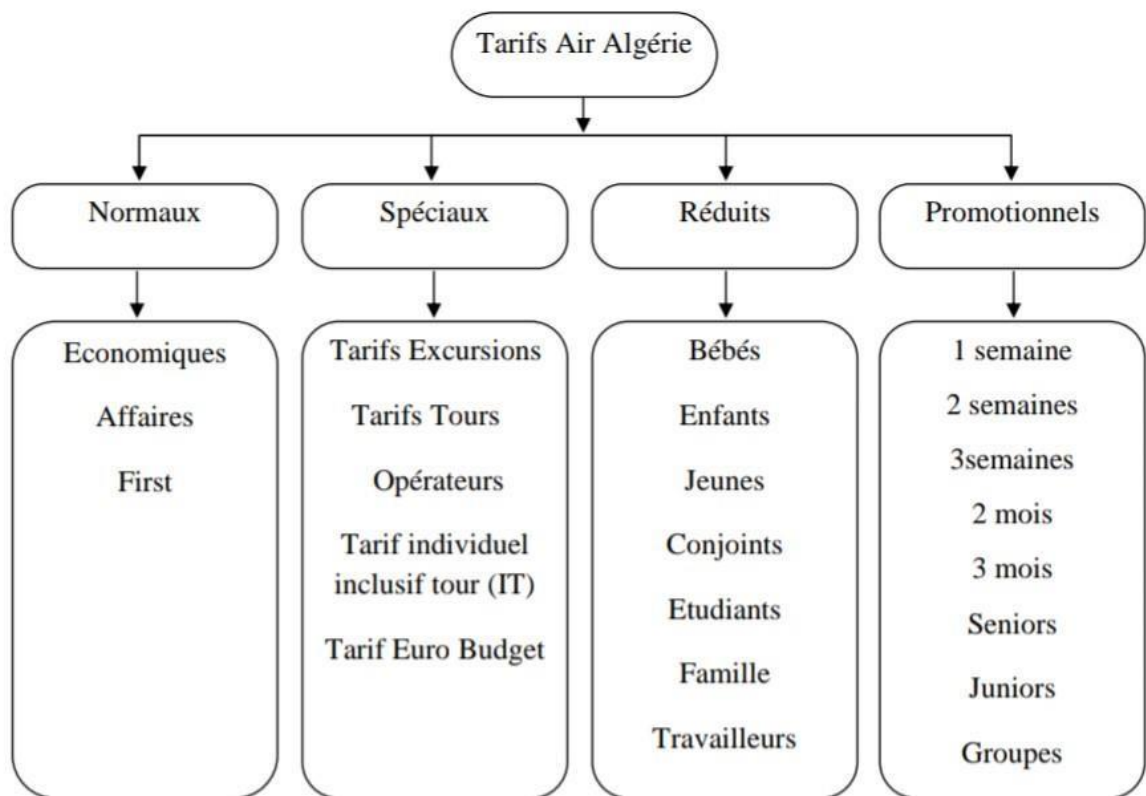 Tarifs Air Algérie
Normaux
Spéciaux
Réduits
Promotionnels
Economiques
Affaires
First
Tarifs Excursions
Tarifs Tours
Opérateurs
Tarif individuel
inclusif tour (IT)
Tarif Euro Budget
Bébés
Enfants
Jeunes
Conjoints
Etudiants
Famille
Travailleurs
1 semaine
2 semaines
3semaines
2 mois
3 mois
Seniors
Juniors
Groupes